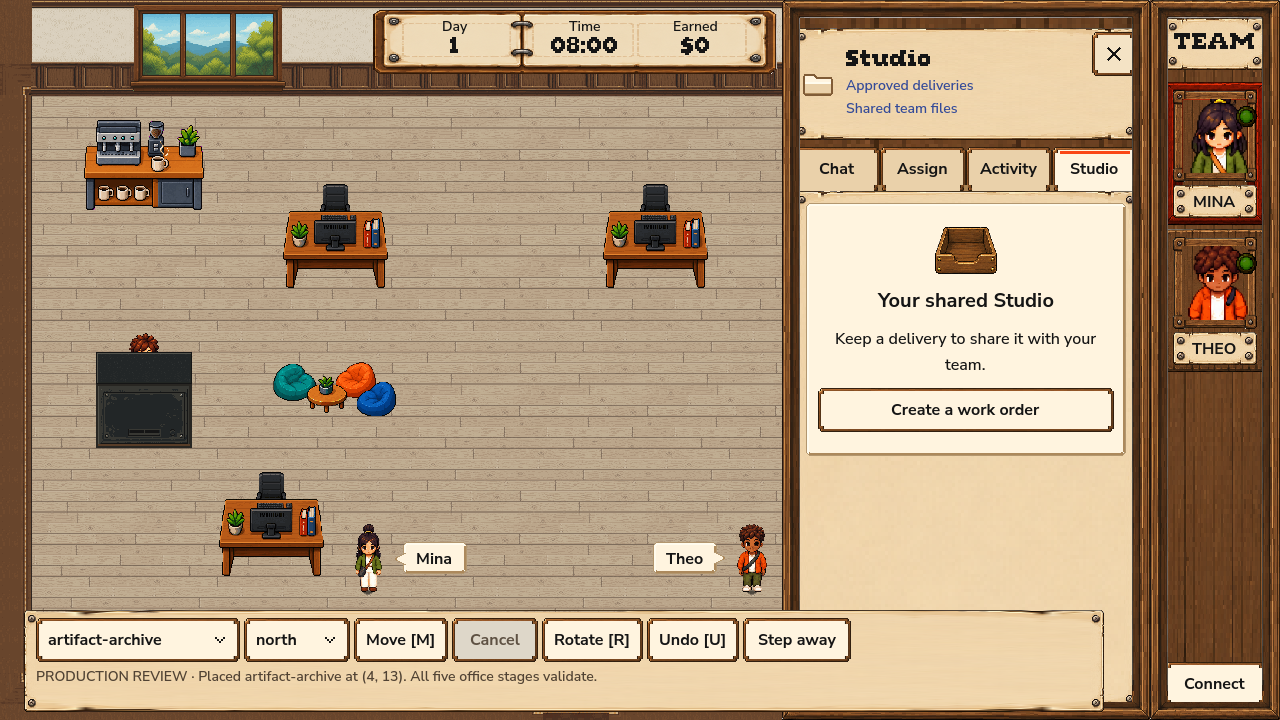 Day
1
Time
08:00
Earned
$0
Studio
Approved deliveries
Shared team files
Chat
Assign
Activity
Studio
Your shared Studio
Keep a delivery to share it with your
team.
Create a work order
TEAM
MINA
THEO
Connect
Mina
Theo
artifact-archive
north
Move [M]
Cancel
Rotate [R]
Undo [U]
Step away
PRODUCTION REVIEW · Placed artifact-archive at (4, 13). All five office stages validate.